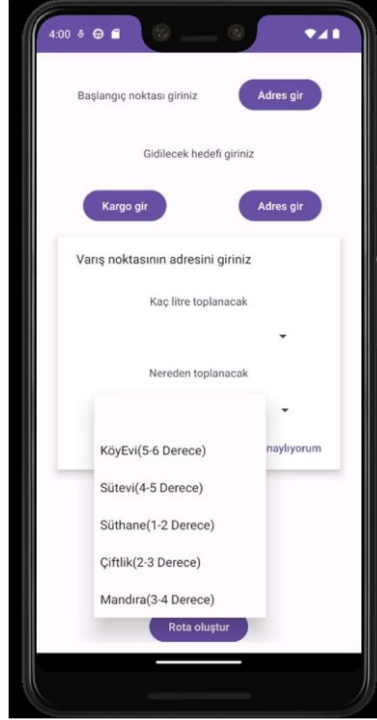 4:00
Başlangıç noktası giriniz
Adres gir
Gidilecek hedefi giriniz
Kargo gir
Adres gir
Varış noktasının adresini giriniz
Kaç litre toplanacak
Nereden toplanacak
naylıyorum
KöyEvi(5-6 Derece)
Sütevi(4-5 Derece)
Süthane(1-2 Derece)
Çiftlik(2-3 Derece)
Mandıra(3-4 Derece)
Rota oluştur